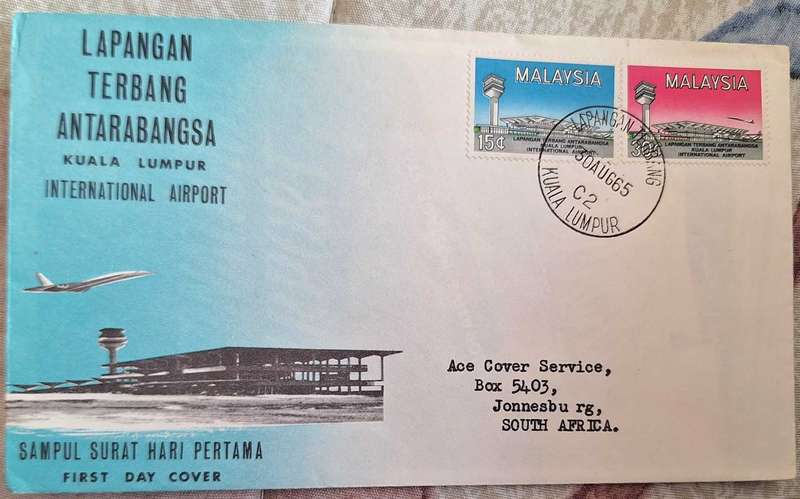 LAPANGAN
TERBANG
ANTARABANGSA
KUALA LUMPUR
INTERNATIONAL AIRPORT
SAMPUL SURAT HARI PERTAMA
FIRST DAY COVER
MALAYSIA
15¢
LAPANGAN TERBANG ANTARABANGSA
KUALA LUMPUR
INTERNATIONAL AIRPORT
MALAYSIA
LAPANGAN TERBANG ANTARABANGSA
KUALA LUMPUR
INTERNATIONAL AIRPORT
LAPANGAN TERBANG
30AUG65
C2
KUALA LUMPUR
Ace Cover Service,
Box 5403,
Jonnesbu rg,
SOUTH AFRICA.